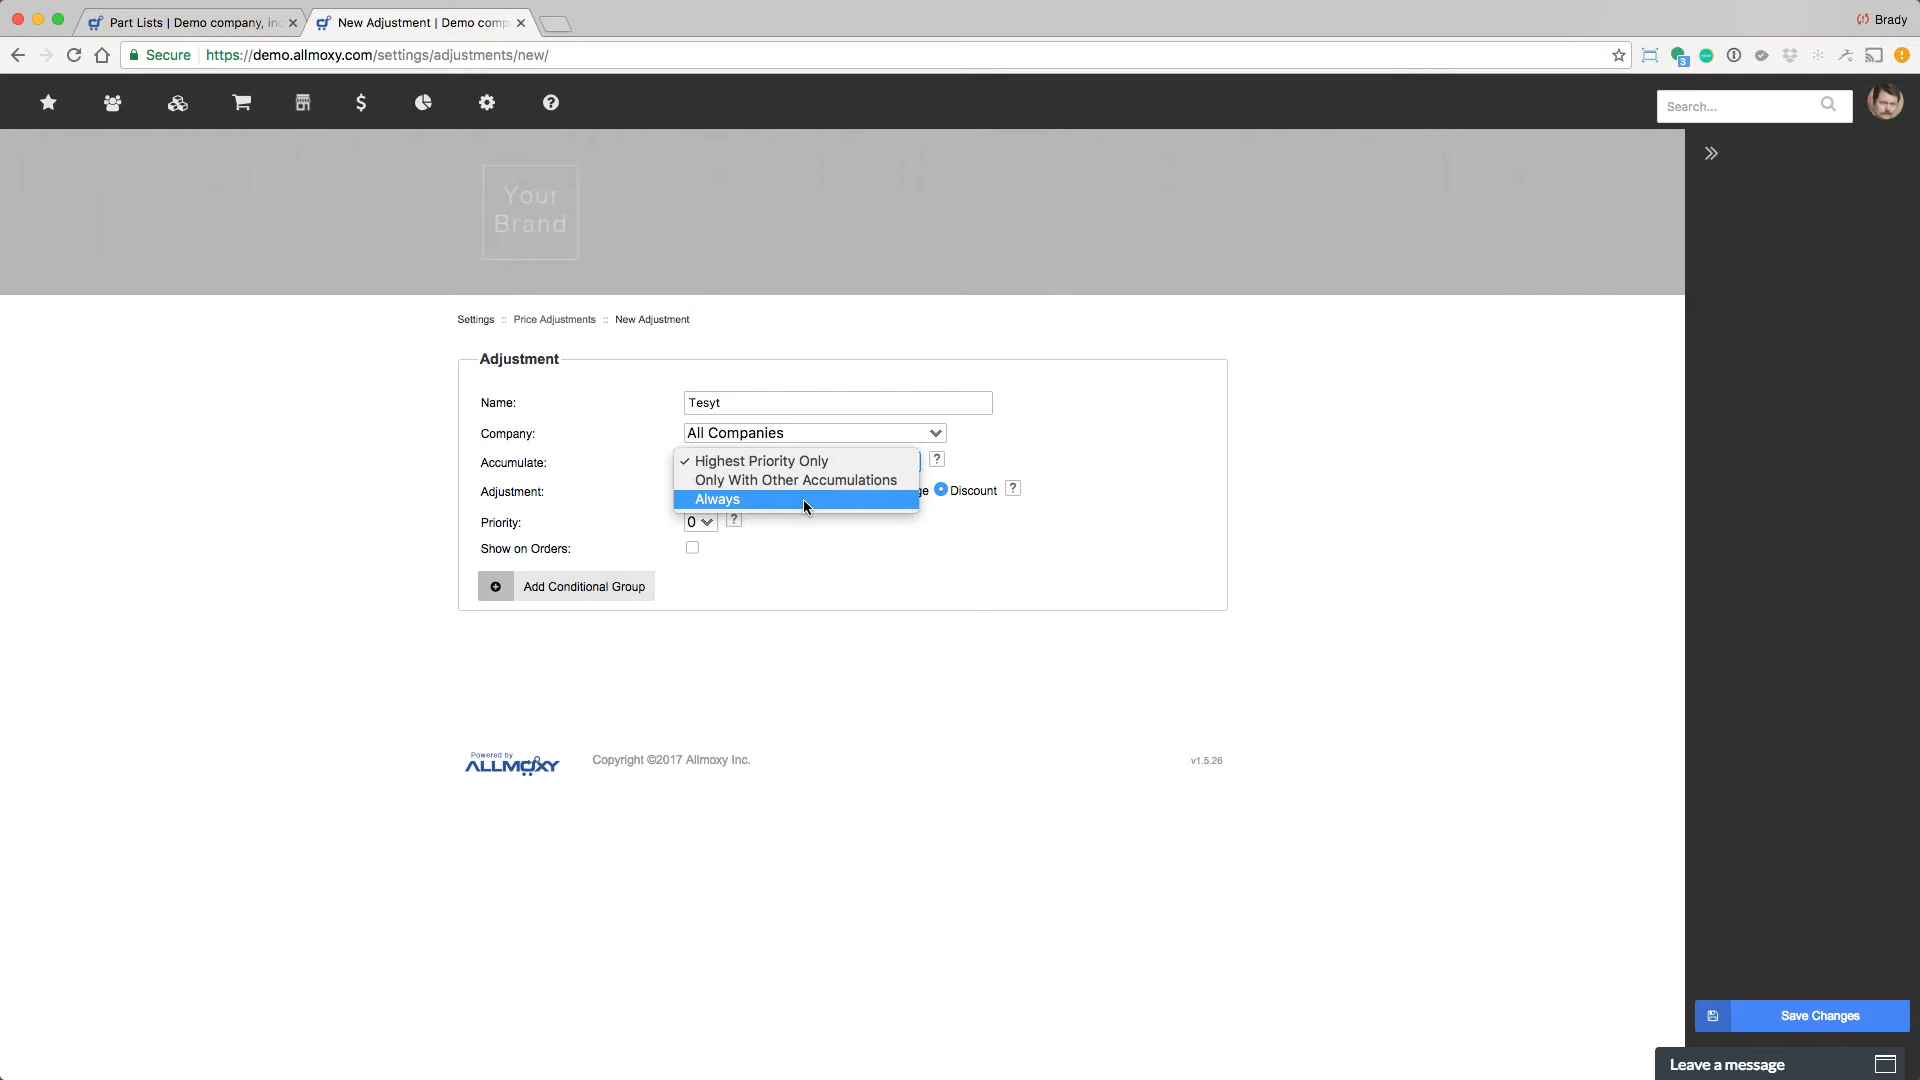 Part Lists | Demo company, in
New Adjustment | Demo comp
Brady
Secure https://demo.allmoxy.com/settings/adjustments/new/
3
$
Search...
Your
Brand
Settings :: Price Adjustments :: New Adjustment
Adjustment
Name: Tesyt
Company: All Companies
Accumulate: ✓ Highest Priority Only ?
Only With Other Accumulations
Adjustment: ge Discount ?
Always
Priority: 0 ?
Show on Orders:
Add Conditional Group
Powered by
ALLMOXY
Copyright ©2017 Allmoxy Inc.
v1.5.26
Save Changes
Leave a message